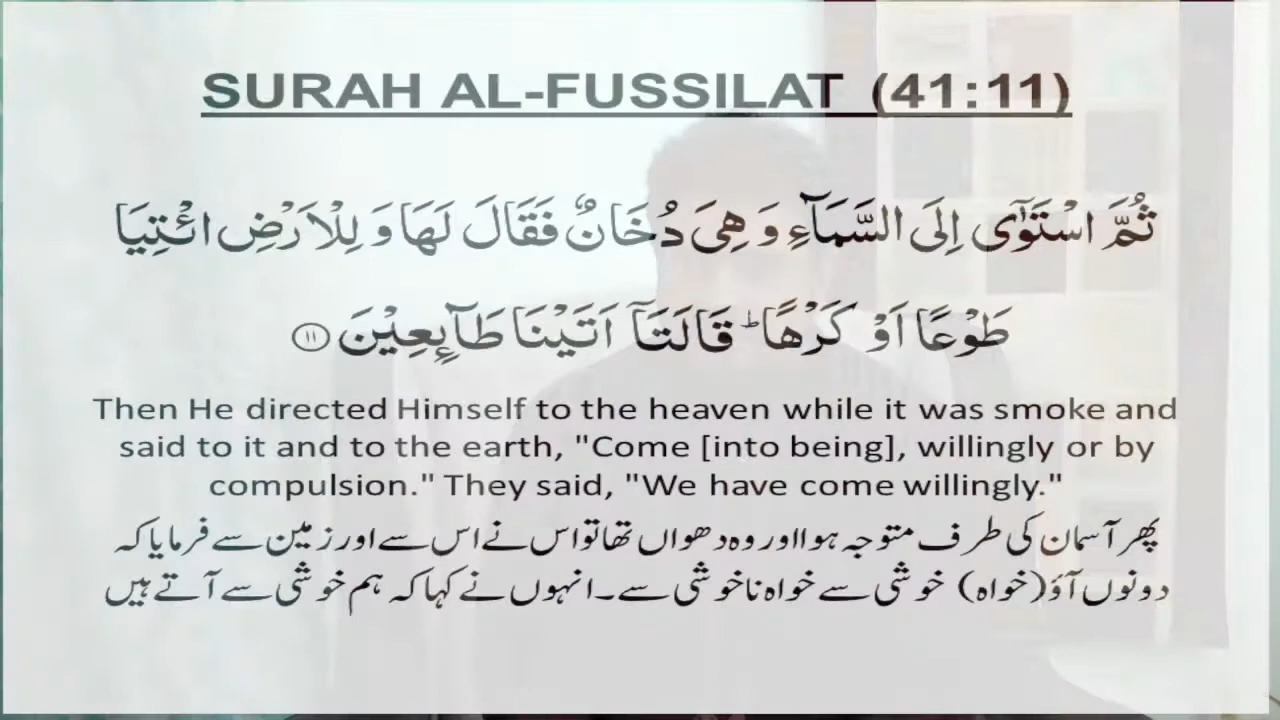 SURAH AL-FUSSILAT (41:11)
ثُمَّ اسْتَوٰٓى اِلَى السَّمَآءِ وَ هِىَ دُخَانٌ فَقَالَ لَهَا وَ لِلْاَرْضِ ائْتِيَا
طَوْعًا اَوْ كَرْهًا ؕ قَالَتَاۤ اَتَيْنَا طَآٮِٕعِيْنَ ﴿۱۱﴾
Then He directed Himself to the heaven while it was smoke and
said to it and to the earth, "Come [into being], willingly or by
compulsion." They said, "We have come willingly."
پھر آسمان کی طرف متوجہ ہوا اور وہ دھواں تھا تو اس نے اس سے اور زمین سے فرمایا کہ
دونوں آؤ (خواہ) خوشی سے خواہ ناخوشی سے۔ انہوں نے کہا کہ ہم خوشی سے آتے ہیں